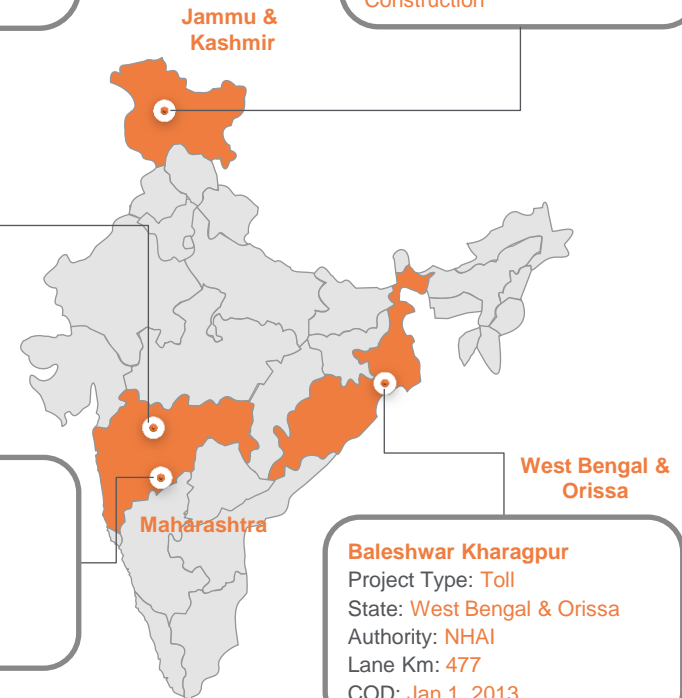 Construction
Jammu &
Kashmir
West Bengal &
Orissa
Maharashtra
Baleshwar Kharagpur
Project Type: Toll
State: West Bengal & Orissa
Authority: NHAI
Lane Km: 477
COD: Jan 1, 2013